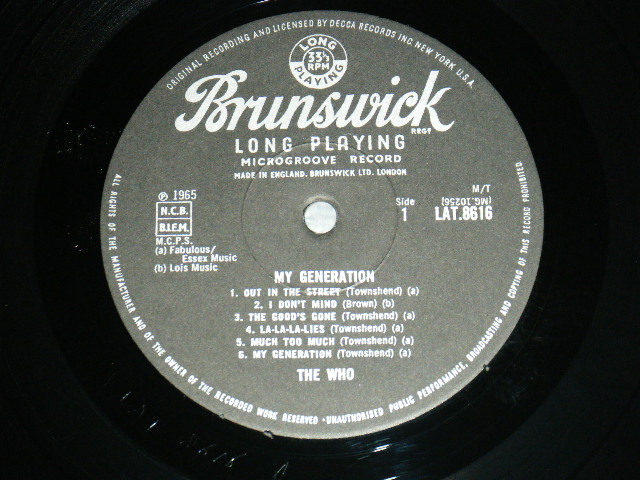 ORIGINAL RECORDING AND LICENSED BY DECCA RECORDS INC. NEW YORK. U.S.A.
LONG
33⅓
RPM
PLAYING
Brunswick
REGD
LONG PLAYING
MICROGROOVE RECORD
MADE IN ENGLAND. BRUNSWICK LTD. LONDON
℗ 1965
N.C.B.
B.I.E.M.
M.C.P.S.
(a) Fabulous/
Essex Music
(b) Lois Music
M/T
(MG.10256)
Side
1
LAT.8616
MY GENERATION
1. OUT IN THE STREET (Townshend) (a)
2. I DON'T MIND (Brown) (b)
3. THE GOOD'S GONE (Townshend) (a)
4. LA-LA-LA-LIES (Townshend) (a)
5. MUCH TOO MUCH (Townshend) (a)
6. MY GENERATION (Townshend) (a)
THE WHO
ALL RIGHTS OF THE MANUFACTURER AND OF THE OWNER OF THE RECORDED WORK RESERVED · UNAUTHORISED PUBLIC PERFORMANCE, BROADCASTING AND COPYING OF THIS RECORD PROHIBITED